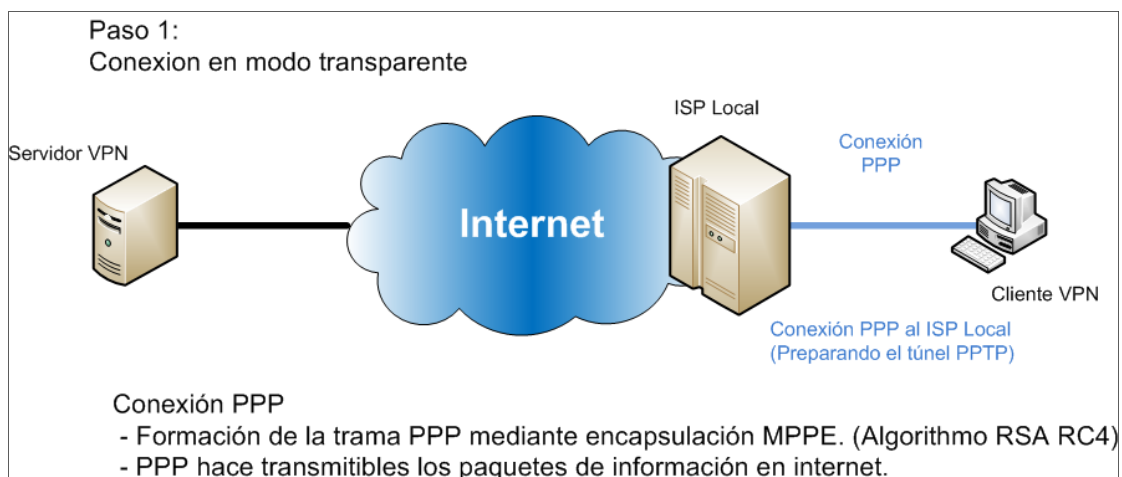 Paso 1:
Conexion en modo transparente
ISP Local
Servidor VPN
Conexión
PPP
Internet
Cliente VPN
Conexión PPP al ISP Local
(Preparando el túnel PPTP)
Conexión PPP
- Formación de la trama PPP mediante encapsulación MPPE. (Algorithmo RSA RC4)
- PPP hace transmitibles los paquetes de información en internet.